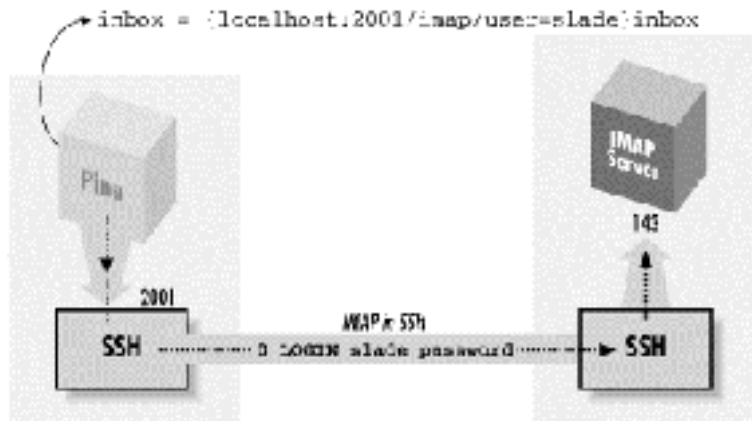 inbox = {localhost:2001/imap/user=slade}inbox
Pine
IMAP
Server
143
2001
SSH
IMAP in SSH
0 LOGIN slade password
SSH